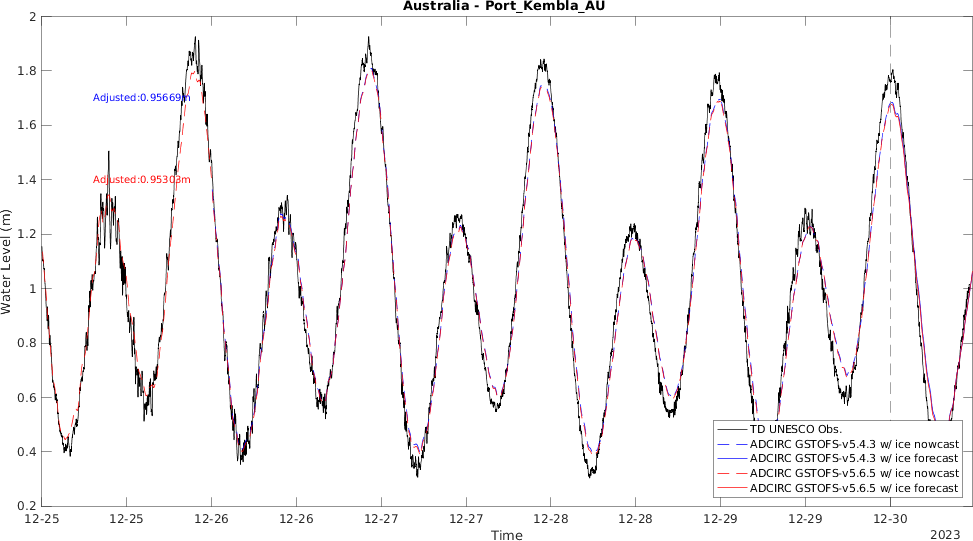 Australia - Port_Kembla_AU
2
1.8
1.6
1.4
1.2
1
0.8
0.6
0.4
0.2
Water Level (m)
Adjusted:0.95669m
Adjusted:0.95303m
TD UNESCO Obs.
ADCIRC GSTOFS-v5.4.3 w/ ice nowcast
ADCIRC GSTOFS-v5.4.3 w/ ice forecast
ADCIRC GSTOFS-v5.6.5 w/ ice nowcast
ADCIRC GSTOFS-v5.6.5 w/ ice forecast
12-25 12-25 12-26 12-26 12-27 12-27 12-28 12-28 12-29 12-29 12-30
Time
2023